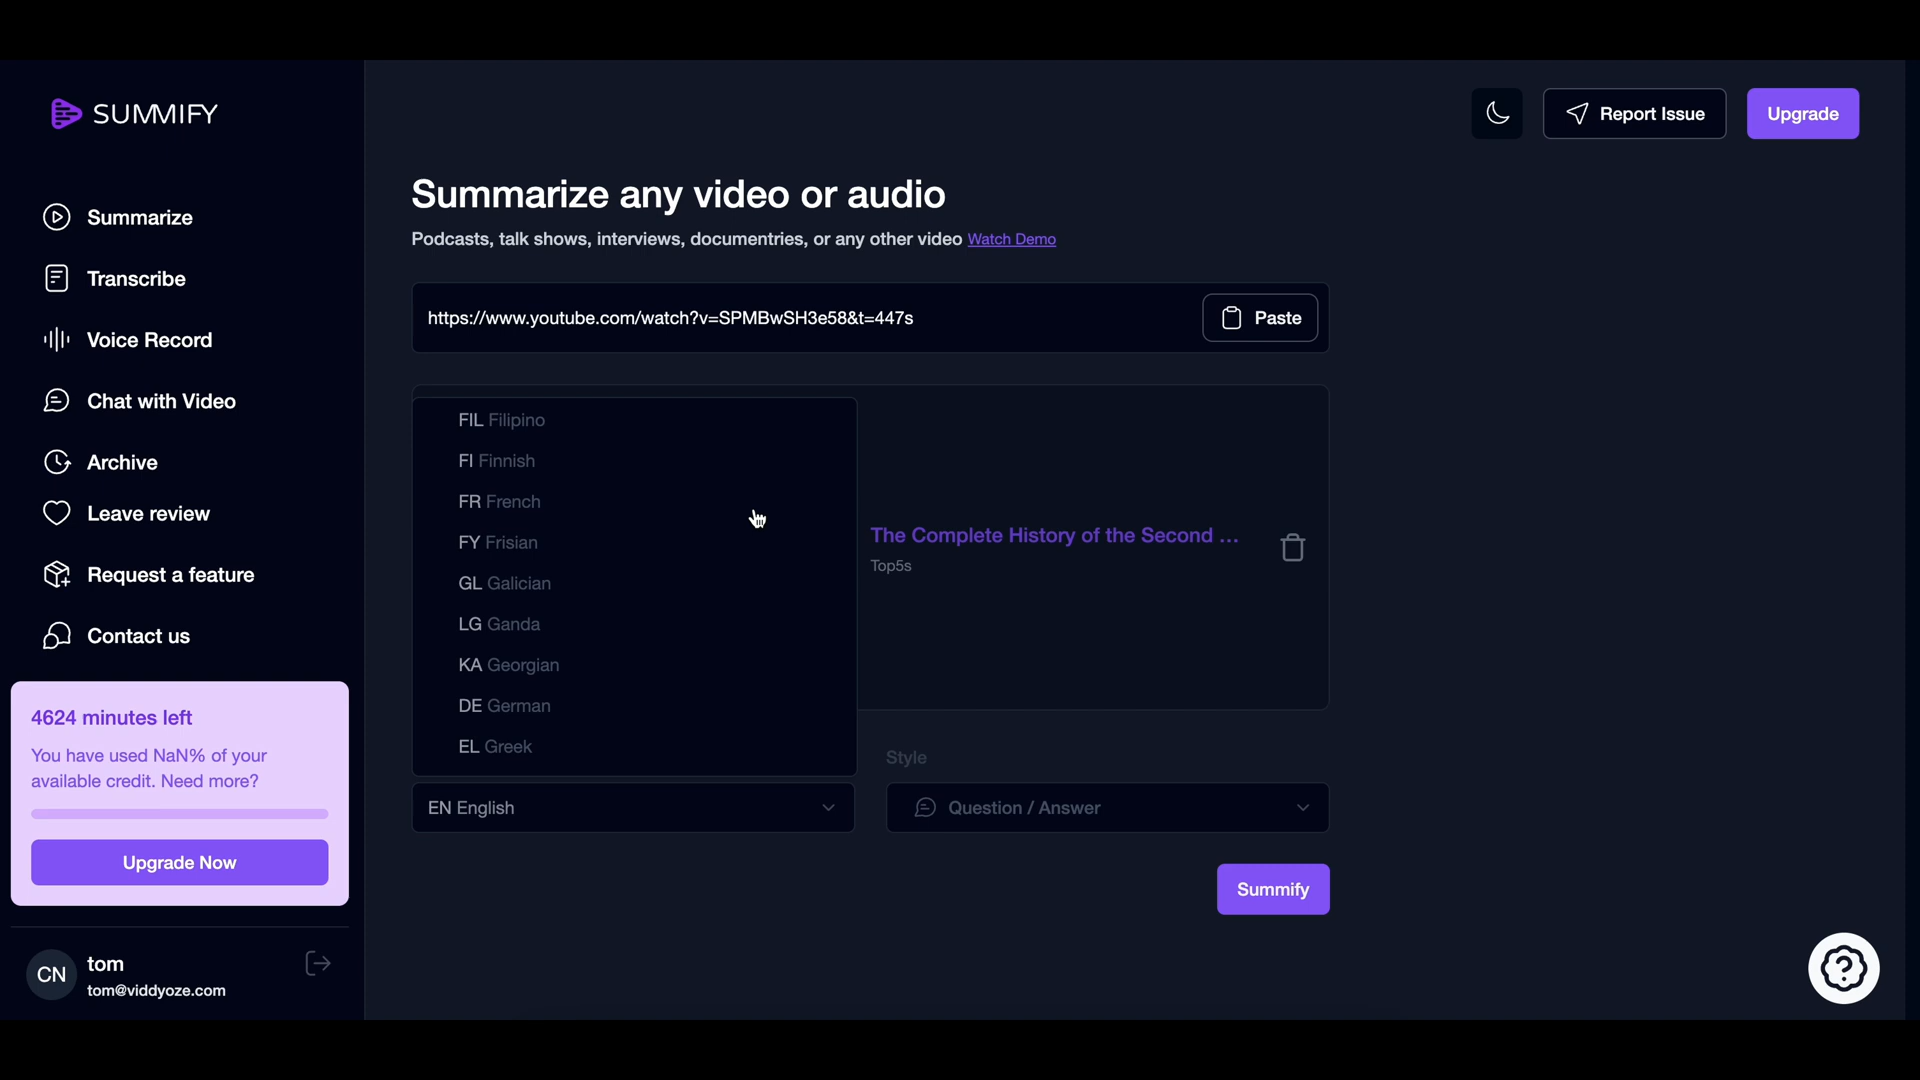 SUMMIFY
Report Issue
Upgrade
Summarize
Transcribe
Voice Record
Chat with Video
Archive
Leave review
Request a feature
Contact us
4624 minutes left
You have used NaN% of your
available credit. Need more?
Upgrade Now
CN
tom
tom@viddyoze.com
Summarize any video or audio
Podcasts, talk shows, interviews, documentries, or any other video Watch Demo
https://www.youtube.com/watch?v=SPMBwSH3e58&t=447s
Paste
FIL Filipino
FI Finnish
FR French
FY Frisian
GL Galician
LG Ganda
KA Georgian
DE German
EL Greek
The Complete History of the Second ...
Top5s
EN English
Style
Question / Answer
Summify
?